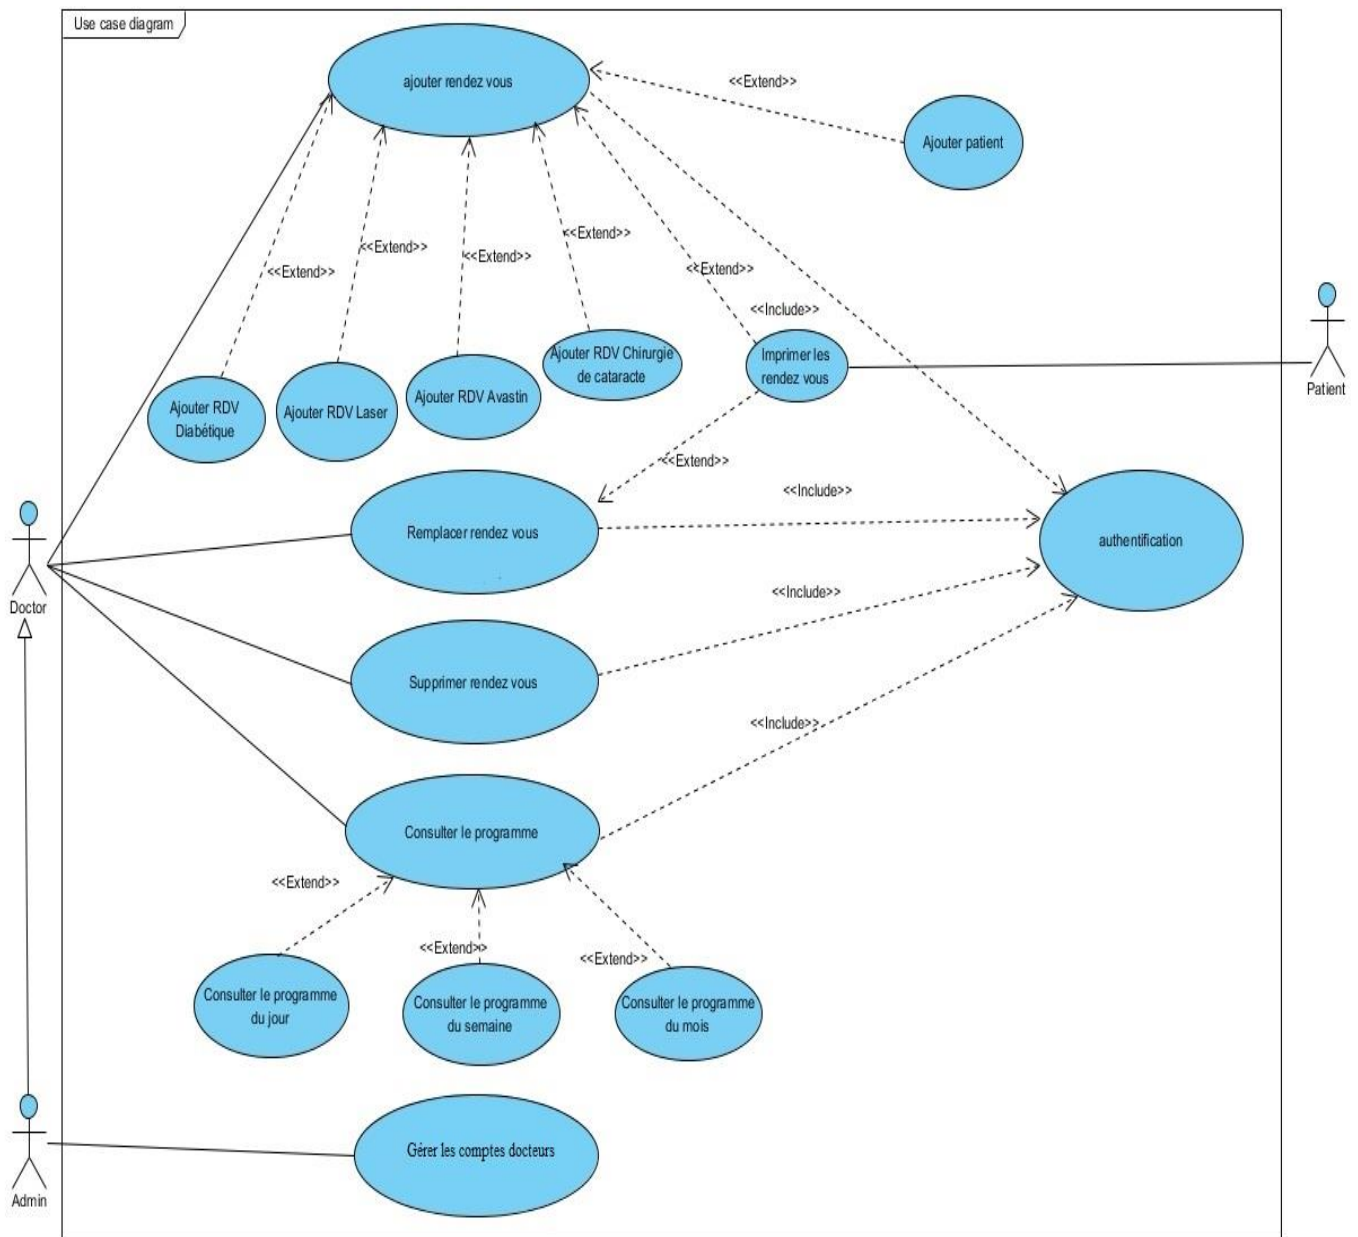 Use case diagram
ajouter rendez vous
<<Extend>>
Ajouter patient
<<Extend>>
<<Extend>>
<<Extend>>
<<Extend>>
<<Extend>>
<<Include>>
Ajouter RDV
Diabétique
Ajouter RDV Laser
Ajouter RDV Avastin
Ajouter RDV Chirurgie
de cataracte
Imprimer les
rendez vous
Patient
<<Extend>>
Remplacer rendez vous
<<Include>>
authentification
Doctor
<<Include>>
Supprimer rendez vous
<<Include>>
Consulter le programme
<<Extend>>
<<Extend>>
<<Extend>>
Consulter le programme
du jour
Consulter le programme
du semaine
Consulter le programme
du mois
Gérer les comptes docteurs
Admin